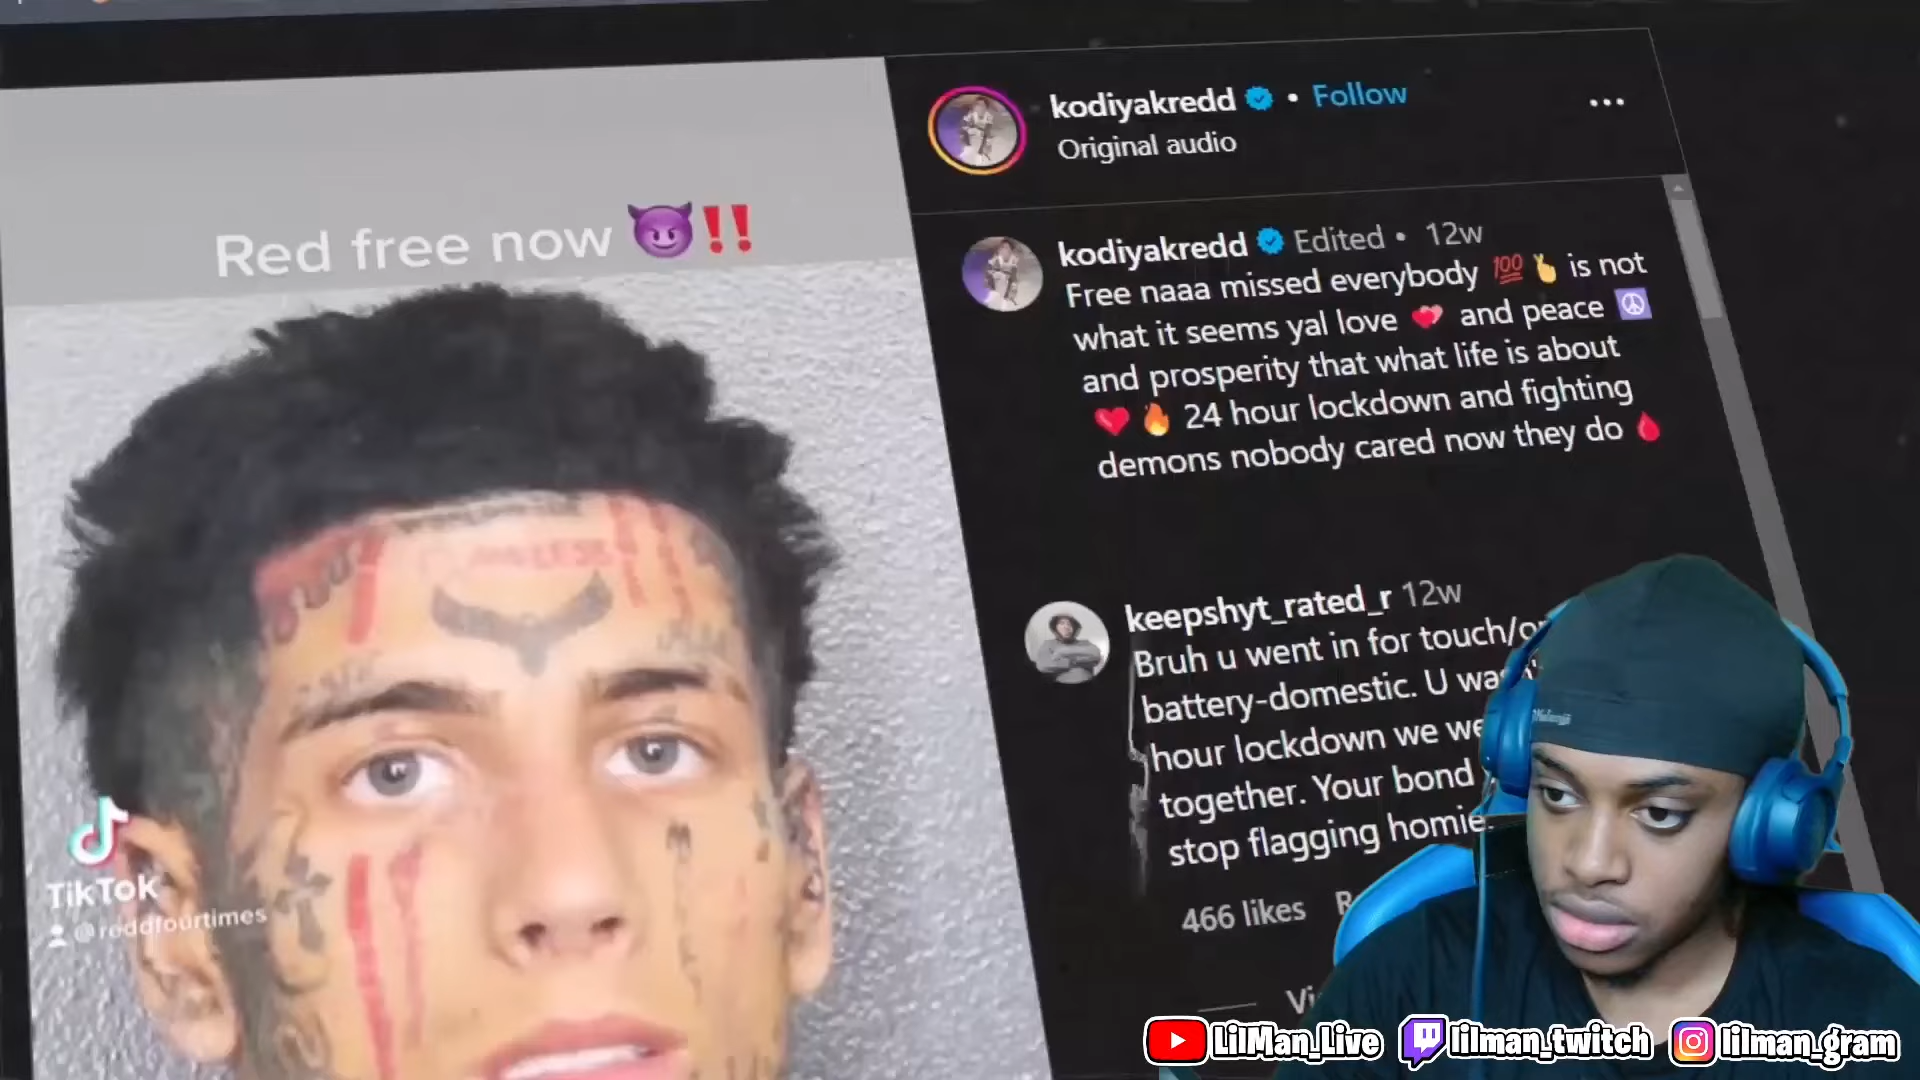 Red free now 😈‼️
TikTok
@reddfourtimes
kodiyakredd • Follow
Original audio
kodiyakredd Edited • 12w
Free naaa missed everybody 💯🫰 is not
what it seems yal love 💕 and peace ☮️
and prosperity that what life is about
❤️🔥 24 hour lockdown and fighting
demons nobody cared now they do 🩸
keepshyt_rated_r 12w
Bruh u went in for touch/or
battery-domestic. U
hour lockdown we
together. Your bond
stop flagging homie.
466 likes
LilMan_Live lilman_twitch lilman_gram